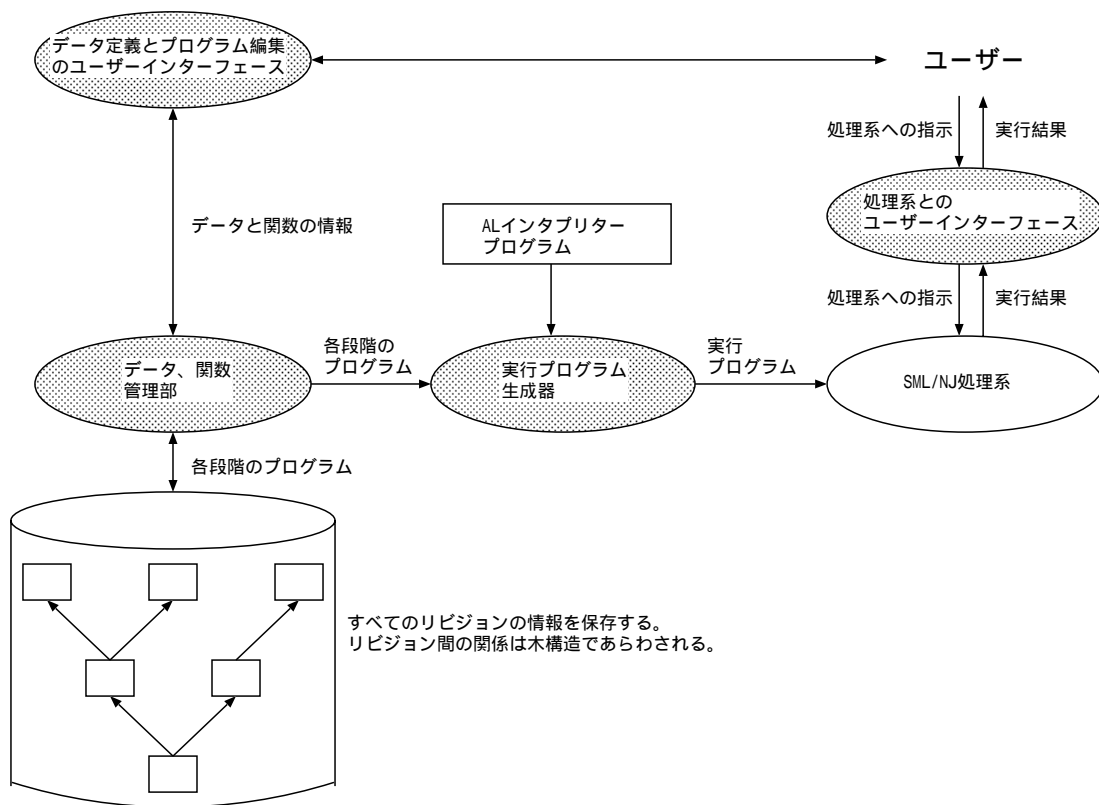 データ定義とプログラム編集
のユーザーインターフェース
ユーザー
処理系への指示
実行結果
処理系との
ユーザーインターフェース
データと関数の情報
ALインタプリター
プログラム
処理系への指示
実行結果
データ、関数
管理部
各段階の
プログラム
実行プログラム
生成器
実行
プログラム
SML/NJ処理系
各段階のプログラム
すべてのリビジョンの情報を保存する。
リビジョン間の関係は木構造であらわされる。